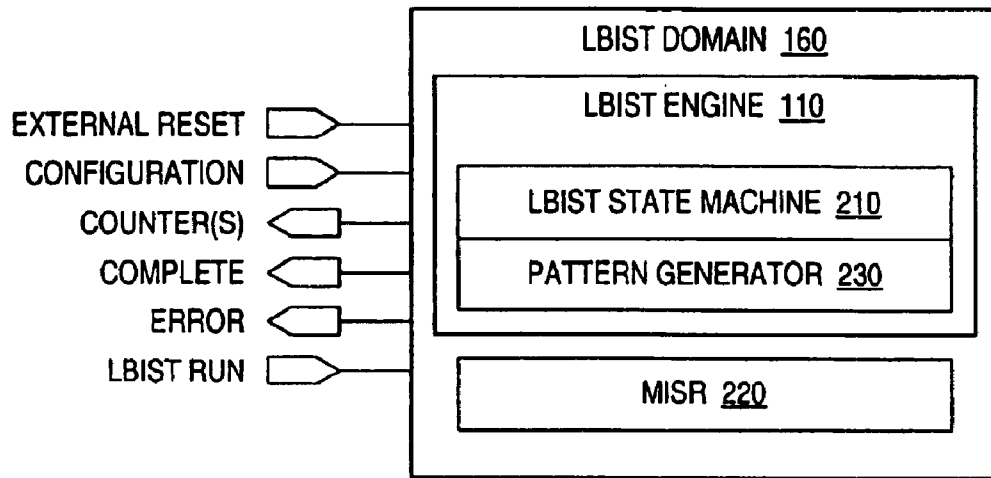 LBIST DOMAIN 160
LBIST ENGINE 110
EXTERNAL RESET
CONFIGURATION
LBIST STATE MACHINE 210
COUNTER(S)
COMPLETE
PATTERN GENERATOR 230
ERROR
LBIST RUN
MISR 220